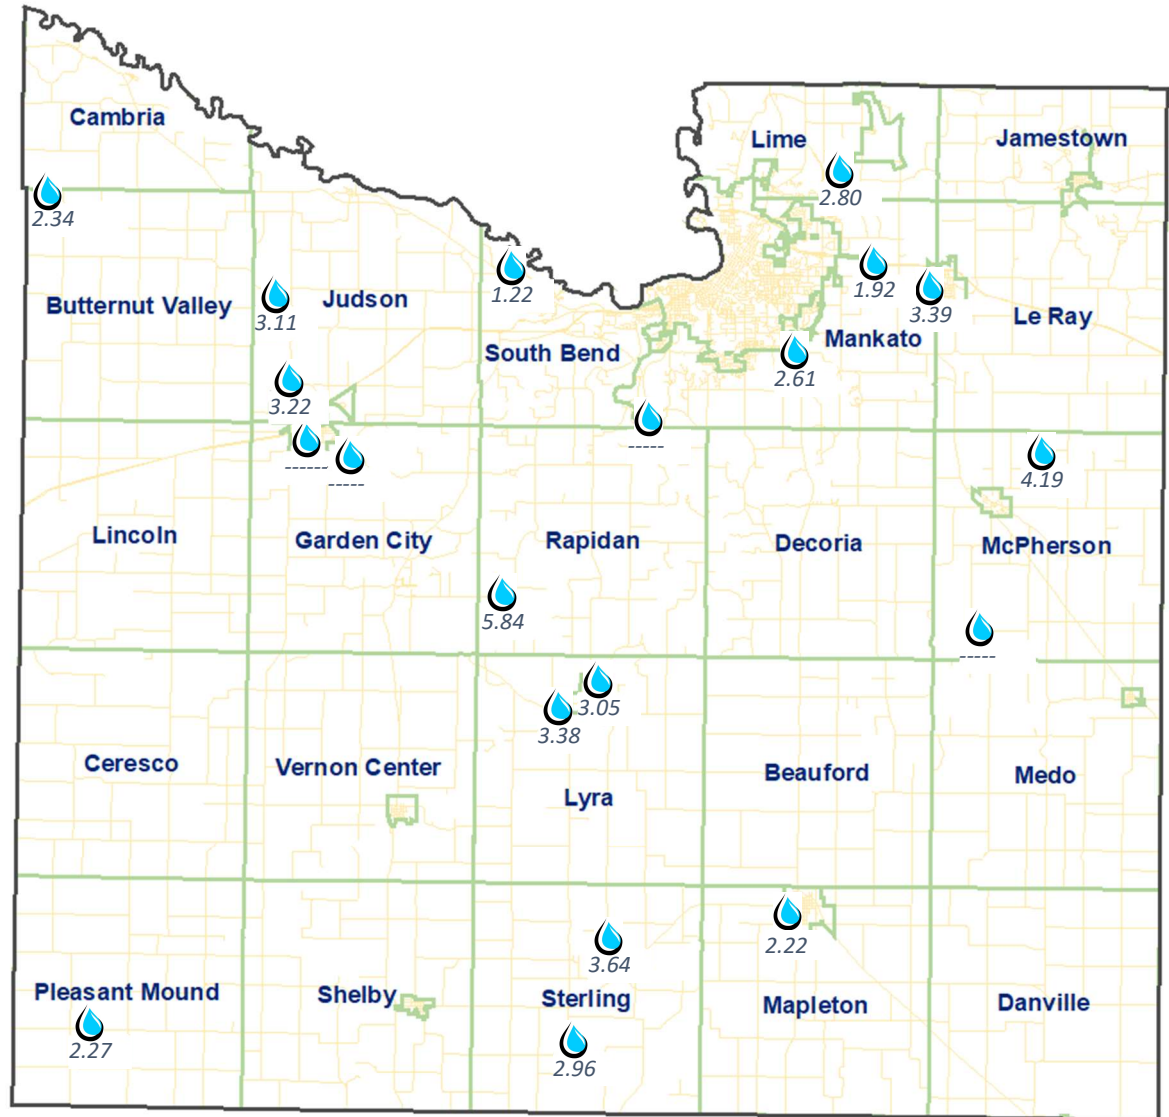 Cambria
Lime
Jamestown
2.80
2.34
Butternut Valley
3.11
Judson
1.22
1.92
3.39
Le Ray
Mankato
South Bend
2.61
3.22
-----
------
-----
4.19
Lincoln
Garden City
Rapidan
Decoria
McPherson
5.84
-----
3.05
3.38
Ceresco
Vernon Center
Lyra
Beauford
Medo
2.22
3.64
Pleasant Mound
Shelby
Sterling
Mapleton
Danville
2.27
2.96